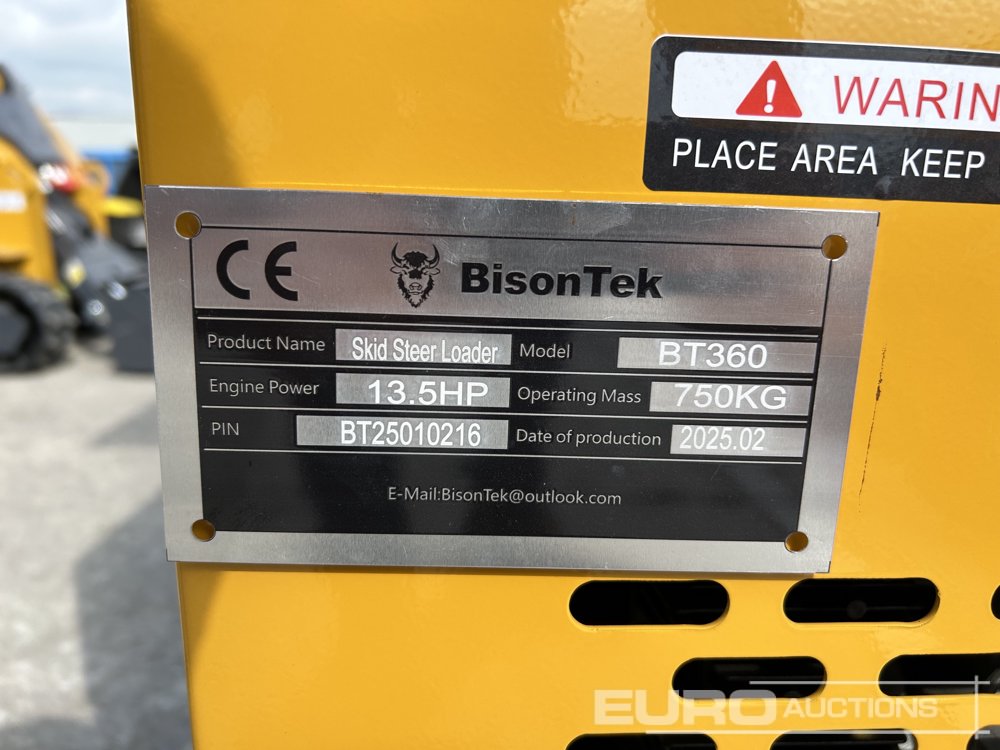 WARIN
PLACE AREA KEEP
CE BisonTek
Product Name Skid Steer Loader Model BT360
Engine Power 13.5HP Operating Mass 750KG
PIN BT25010216 Date of production 2025.02
E-Mail:BisonTek@outlook.com
EURO AUCTIONS